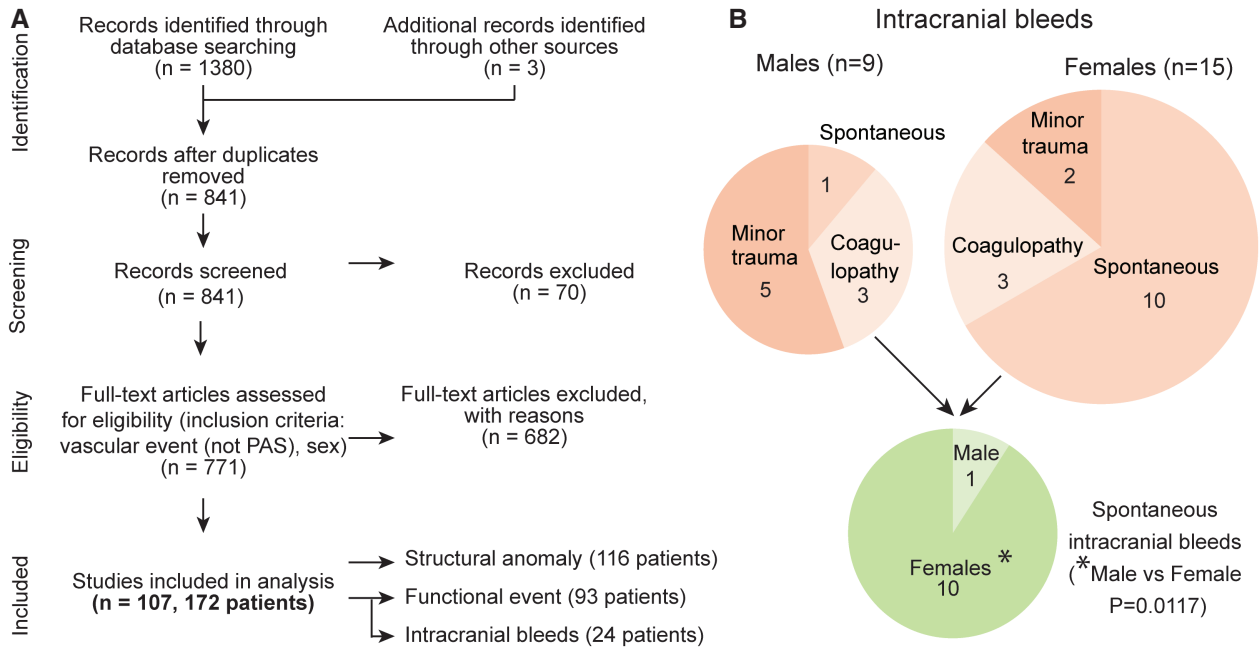 A
Identification
Records identified through
database searching
(n = 1380)
Additional records identified
through other sources
(n = 3)
Records after duplicates
removed
(n = 841)
Screening
Records screened
(n = 841)
Records excluded
(n = 70)
Eligibility
Full-text articles assessed
for eligibility (inclusion criteria:
vascular event (not PAS), sex)
(n = 771)
Full-text articles excluded,
with reasons
(n = 682)
Included
Studies included in analysis
(n = 107, 172 patients)
Structural anomaly (116 patients)
Functional event (93 patients)
Intracranial bleeds (24 patients)
B
Intracranial bleeds
Males (n=9)
Spontaneous
1
Minor
trauma
5
Coagu-
lopathy
3
Females (n=15)
Minor
trauma
2
Coagulopathy
3
Spontaneous
10
Male
1
Females *
10
Spontaneous
intracranial bleeds
(*Male vs Female
P=0.0117)